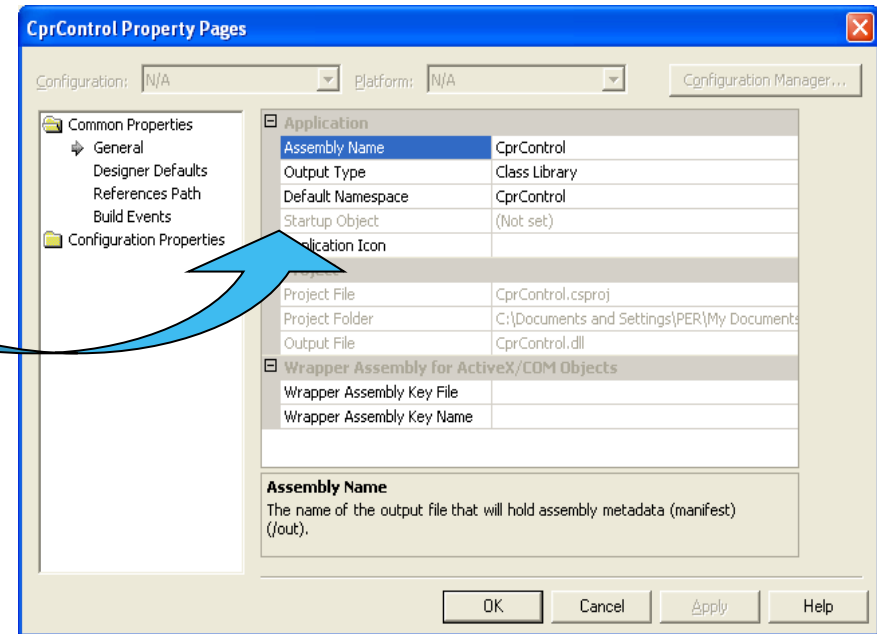 CprControl Property Pages
Configuration: N/A Platform: N/A Configuration Manager...
Common Properties
General
Designer Defaults
References Path
Build Events
Configuration Properties
Application
Assembly Name CprControl
Output Type Class Library
Default Namespace CprControl
Startup Object (Not set)
Application Icon
Project File CprControl.csproj
Project Folder C:\Documents and Settings\PER\My Documents
Output File CprControl.dll
Wrapper Assembly for ActiveX/COM Objects
Wrapper Assembly Key File
Wrapper Assembly Key Name
Assembly Name
The name of the output file that will hold assembly metadata (manifest)
(/out).
OK Cancel Apply Help